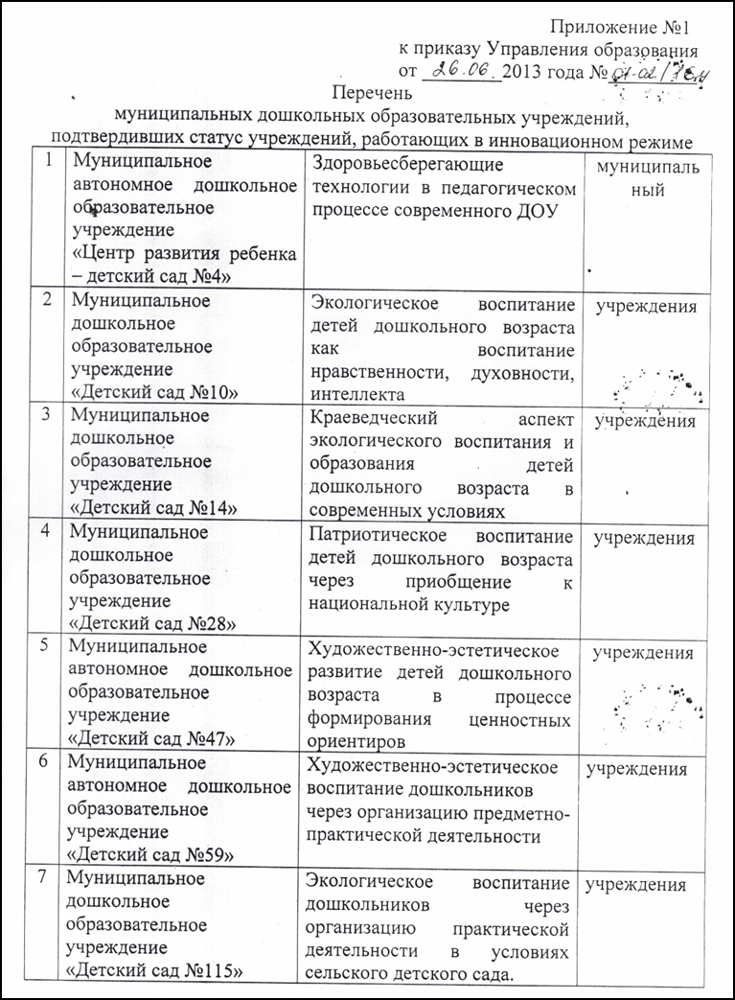 Приложение №1
к приказу Управления образования
от 26.06. 2013 года № 01-02/
Перечень
муниципальных дошкольных образовательных учреждений,
подтвердивших статус учреждений, работающих в инновационном режиме
1
Муниципальное
автономное дошкольное
образовательное
учреждение
«Центр развития ребенка
– детский сад №4»
Здоровьесберегающие
технологии в педагогическом
процессе современного ДОУ
муниципаль
ный
2
Муниципальное
дошкольное
образовательное
учреждение
«Детский сад №10»
Экологическое воспитание
детей дошкольного возраста
как воспитание
нравственности, духовности,
интеллекта
учреждения
3
Муниципальное
дошкольное
образовательное
учреждение
«Детский сад №14»
Краеведческий аспект
экологического воспитания и
образования детей
дошкольного возраста в
современных условиях
учреждения
4
Муниципальное
дошкольное
образовательное
учреждение
«Детский сад №28»
Патриотическое воспитание
детей дошкольного возраста
через приобщение к
национальной культуре
учреждения
5
Муниципальное
автономное дошкольное
образовательное
учреждение
«Детский сад №47»
Художественно-эстетическое
развитие детей дошкольного
возраста в процессе
формирования ценностных
ориентиров
учреждения
6
Муниципальное
автономное дошкольное
образовательное
учреждение
«Детский сад №59»
Художественно-эстетическое
воспитание дошкольников
через организацию предметно-
практической деятельности
учреждения
7
Муниципальное
дошкольное
образовательное
учреждение
«Детский сад №115»
Экологическое воспитание
дошкольников через
организацию практической
деятельности в условиях
сельского детского сада.
учреждения